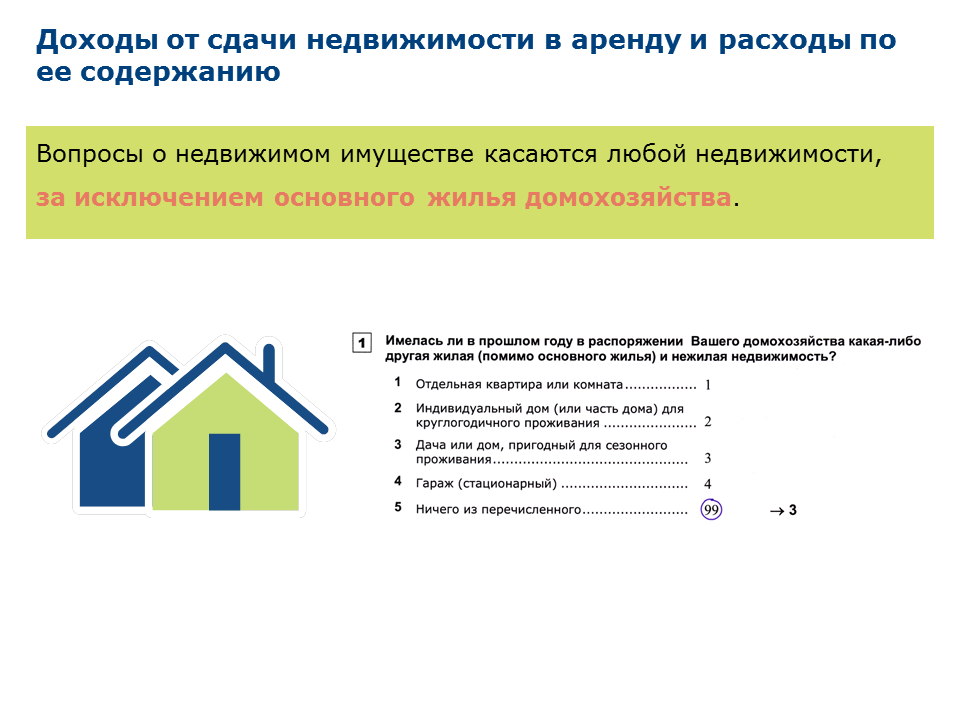 Доходы от сдачи недвижимости в аренду и расходы по
ее содержанию
Вопросы о недвижимом имуществе касаются любой недвижимости,
за исключением основного жилья домохозяйства.
1 Имелась ли в прошлом году в распоряжении Вашего домохозяйства какая-либо
другая жилая (помимо основного жилья) и нежилая недвижимость?
1 Отдельная квартира или комната................. 1
2 Индивидуальный дом (или часть дома) для
круглогодичного проживания ...................... 2
3 Дача или дом, пригодный для сезонного
проживания.............................................. 3
4 Гараж (стационарный) .............................. 4
5 Ничего из перечисленного......................... 99 → 3